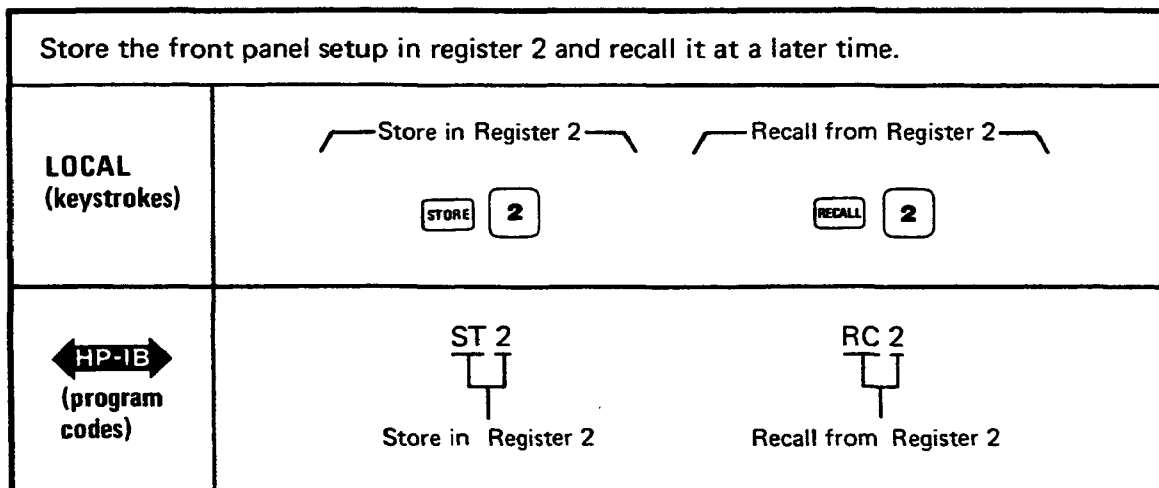 Store the front panel setup in register 2 and recall it at a later time.
LOCAL
(keystrokes)
Store in Register 2
Recall from Register 2
STORE 2
RECALL 2
HP-IB
(program
codes)
ST 2
RC 2
Store in Register 2
Recall from Register 2